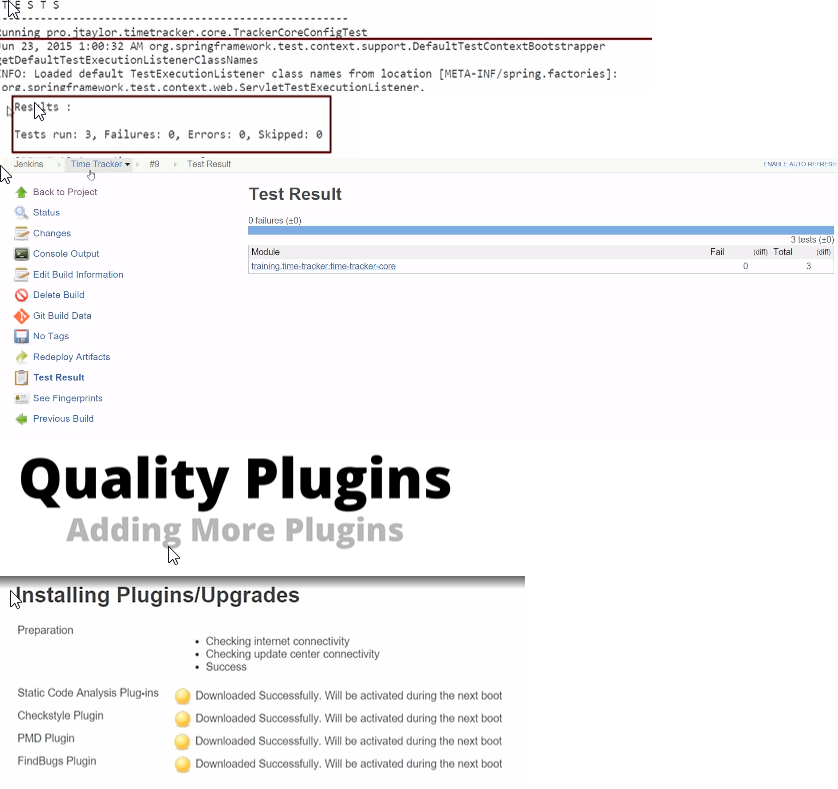 T E S T S
-------------------------------------------------------
Running pro.jtaylor.timetracker.core.TrackerCoreConfigTest
Jun 23, 2015 1:00:32 AM org.springframework.test.context.support.DefaultTestContextBootstrapper
getDefaultTestExecutionListenerClassNames
INFO: Loaded default TestExecutionListener class names from location [META-INF/spring.factories]:
org.springframework.test.context.web.ServletTestExecutionListener,
Results :
Tests run: 3, Failures: 0, Errors: 0, Skipped: 0
Jenkins Time Tracker #9 Test Result ENABLE AUTO REFRESH
Back to Project
Status
Changes
Console Output
Edit Build Information
Delete Build
Git Build Data
No Tags
Redeploy Artifacts
Test Result
See Fingerprints
Previous Build
Test Result
0 failures (±0)
3 tests (±0)
Module Fail (diff) Total (diff)
training.time-tracker:time-tracker-core 0 3
Quality Plugins
Adding More Plugins
Installing Plugins/Upgrades
Preparation
• Checking internet connectivity
• Checking update center connectivity
• Success
Static Code Analysis Plug-ins Downloaded Successfully. Will be activated during the next boot
Checkstyle Plugin Downloaded Successfully. Will be activated during the next boot
PMD Plugin Downloaded Successfully. Will be activated during the next boot
FindBugs Plugin Downloaded Successfully. Will be activated during the next boot